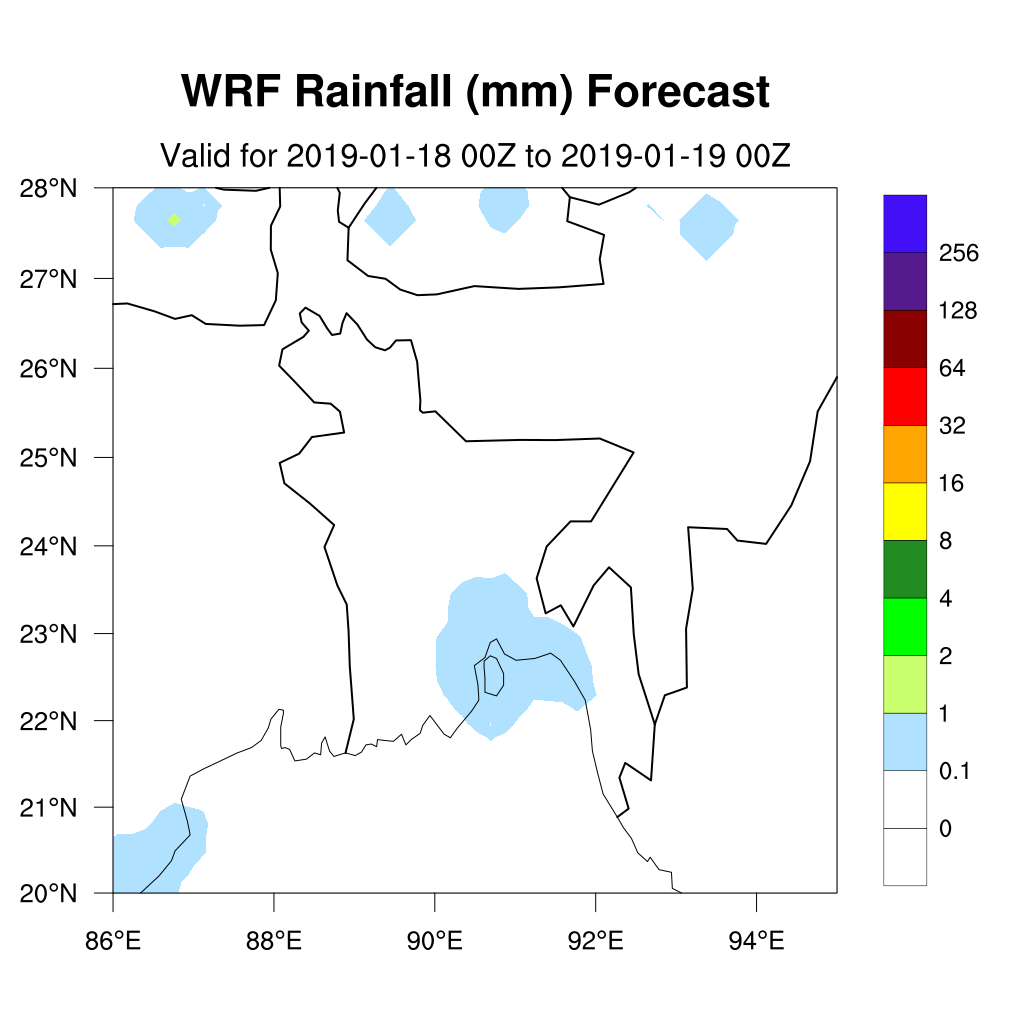 WRF Rainfall (mm) Forecast
Valid for 2019-01-18 00Z to 2019-01-19 00Z
28°N
27°N
26°N
25°N
24°N
23°N
22°N
21°N
20°N
86°E
88°E
90°E
92°E
94°E
256
128
64
32
16
8
4
2
1
0.1
0